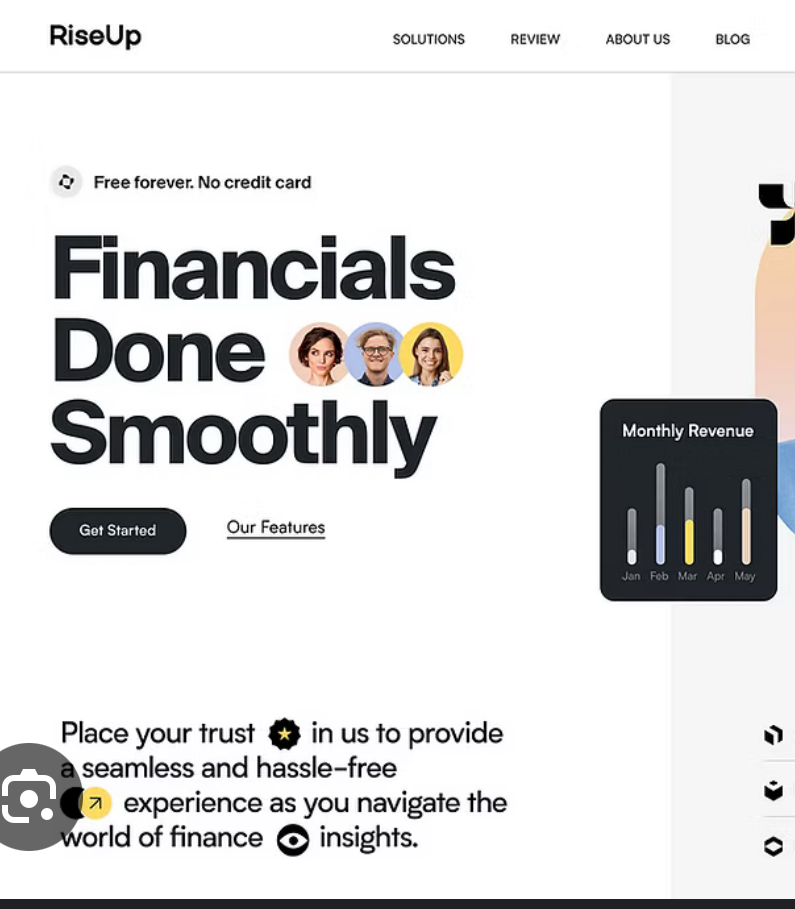 RiseUp
SOLUTIONS REVIEW ABOUT US BLOG
Free forever. No credit card
Financials
Done
Smoothly
Get Started Our Features
Monthly Revenue
Jan Feb Mar Apr May
Place your trust in us to provide
a seamless and hassle-free
experience as you navigate the
world of finance insights.